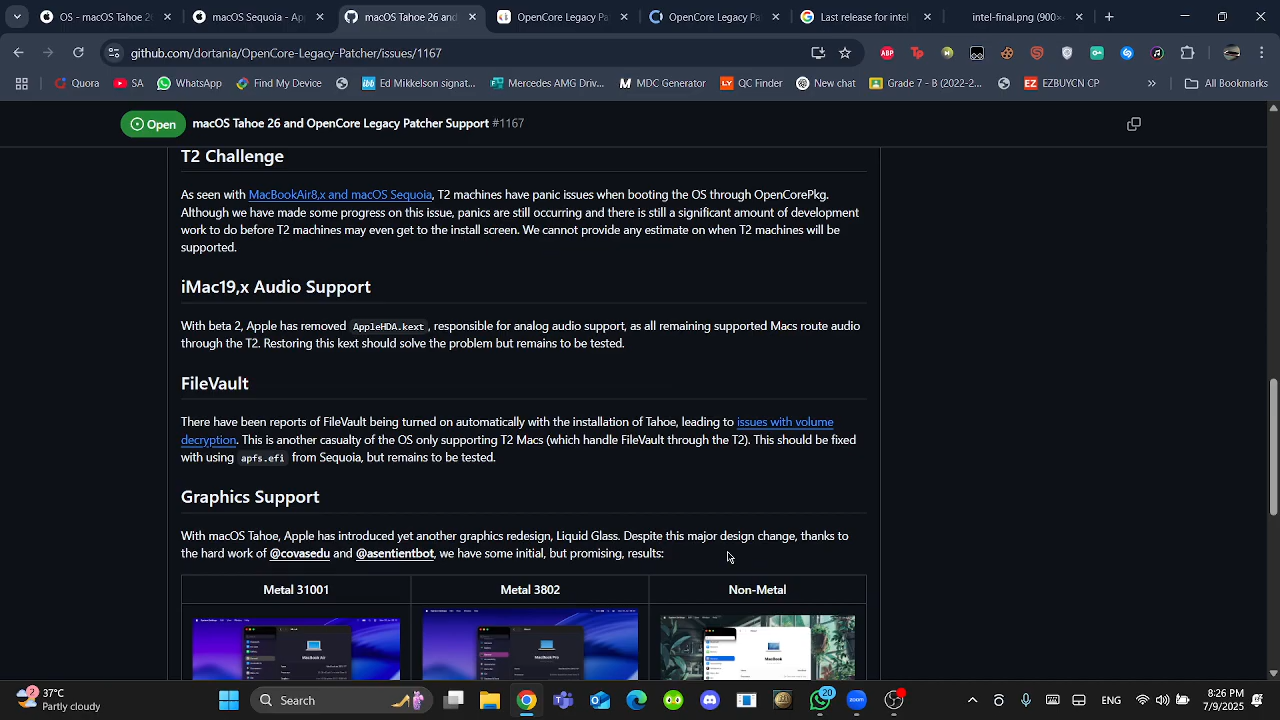 OS - macOS Tahoe 2
macOS Sequoia - Ap
macOS Tahoe 26 and
OpenCore Legacy Pa
OpenCore Legacy Pa
Last release for intel
intel-final.png (900×
github.com/dortania/OpenCore-Legacy-Patcher/issues/1167
Quora
SA
WhatsApp
Find My Device
Ed Mikelson signat...
Mercedes AMG Driv...
MDC Generator
QC Finder
New chat
Grade 7 - B (2022-2...
EZBUYCN CP
All Bookmarks
Open
macOS Tahoe 26 and OpenCore Legacy Patcher Support #1167
T2 Challenge
As seen with MacBookAir8,x and macOS Sequoia, T2 machines have panic issues when booting the OS through OpenCorePkg.
Although we have made some progress on this issue, panics are still occurring and there is still a significant amount of development
work to do before T2 machines may even get to the install screen. We cannot provide any estimate on when T2 machines will be
supported.
iMac19,x Audio Support
With beta 2, Apple has removed AppleHDA.kext, responsible for analog audio support, as all remaining supported Macs route audio
through the T2. Restoring this kext should solve the problem but remains to be tested.
FileVault
There have been reports of FileVault being turned on automatically with the installation of Tahoe, leading to issues with volume
decryption. This is another casualty of the OS only supporting T2 Macs (which handle FileVault through the T2). This should be fixed
with using apfs.efi from Sequoia, but remains to be tested.
Graphics Support
With macOS Tahoe, Apple has introduced yet another graphics redesign, Liquid Glass. Despite this major design change, thanks to
the hard work of @covasedu and @asentientbot, we have some initial, but promising, results:
Metal 31001
Metal 3802
Non-Metal
MacBook Air
MacBook Pro
MacBook
2
37°C
Partly cloudy
Search
20
zoom
ENG
8:26 PM
7/9/2025